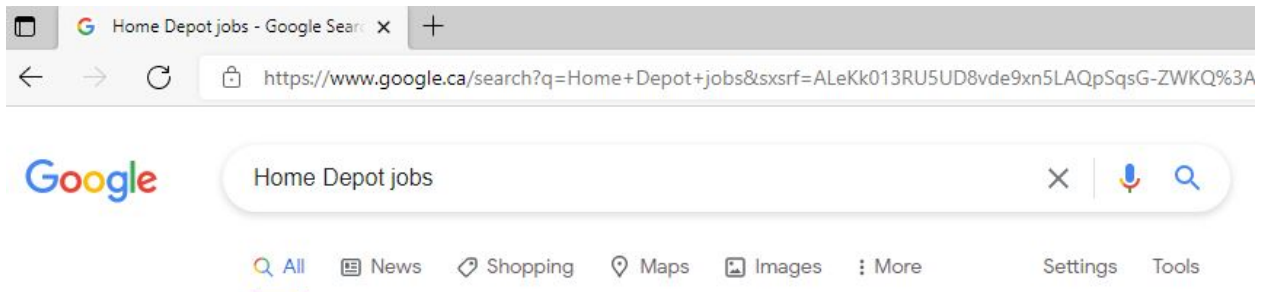 Home Depot jobs - Google Sear
https://www.google.ca/search?q=Home+Depot+jobs&sxsrf=ALeKk013RU5UD8vde9xn5LAQpSqsG-ZWKQ%3A
Google Home Depot jobs
All News Shopping Maps Images More Settings Tools